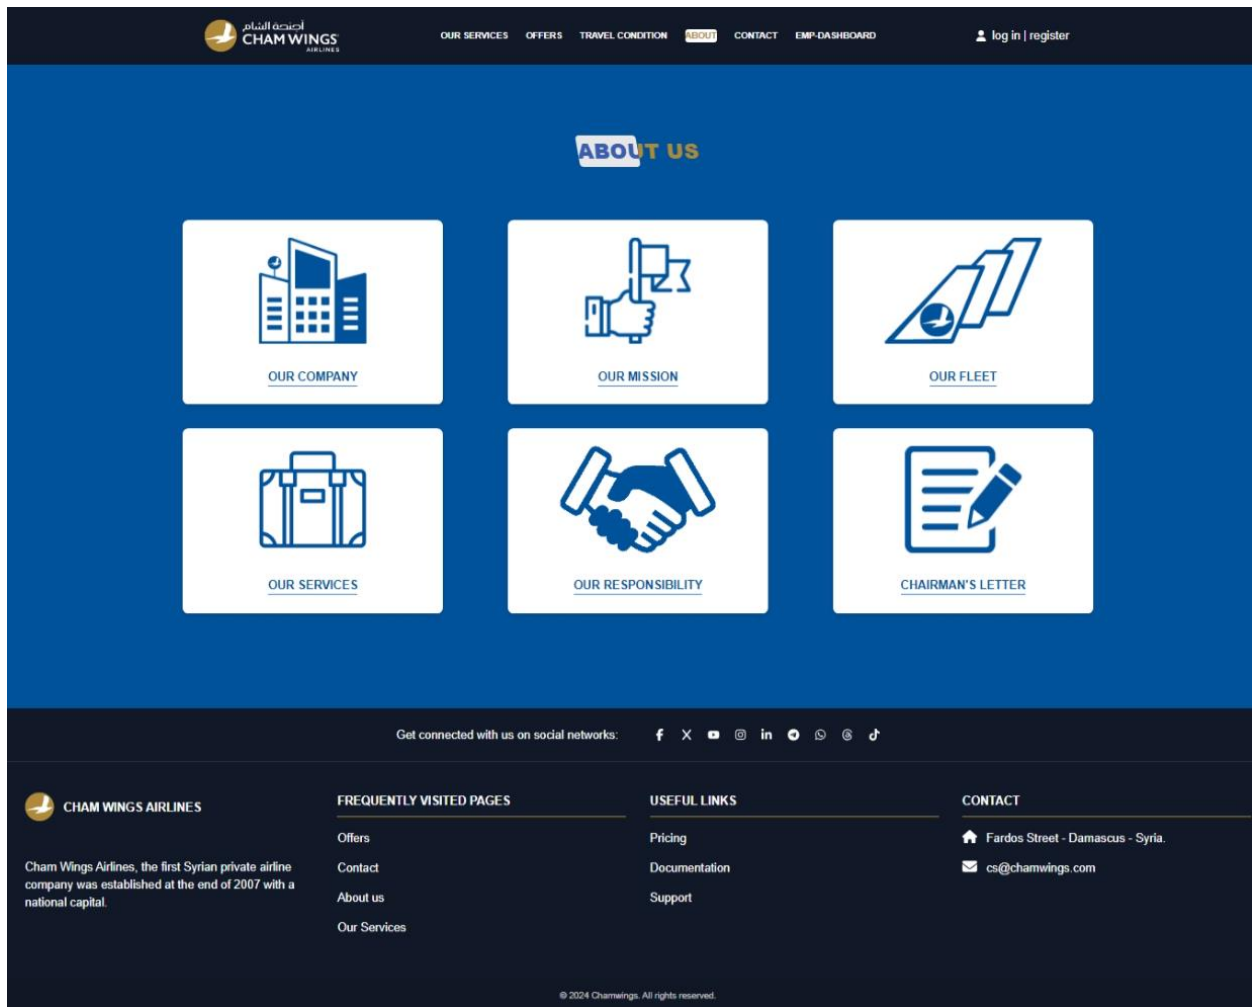 أجنحة الشام
CHAM WINGS
AIRLINES
OUR SERVICES OFFERS TRAVEL CONDITION ABOUT CONTACT EMP-DASHBOARD
log in | register
ABOUT US
OUR COMPANY
OUR MISSION
OUR FLEET
OUR SERVICES
OUR RESPONSIBILITY
CHAIRMAN'S LETTER
Get connected with us on social networks:
CHAM WINGS AIRLINES
Cham Wings Airlines, the first Syrian private airline
company was established at the end of 2007 with a
national capital.
FREQUENTLY VISITED PAGES
Offers
Contact
About us
Our Services
USEFUL LINKS
Pricing
Documentation
Support
CONTACT
Fardos Street - Damascus - Syria.
cs@chamwings.com
© 2024 Chamwings. All rights reserved.